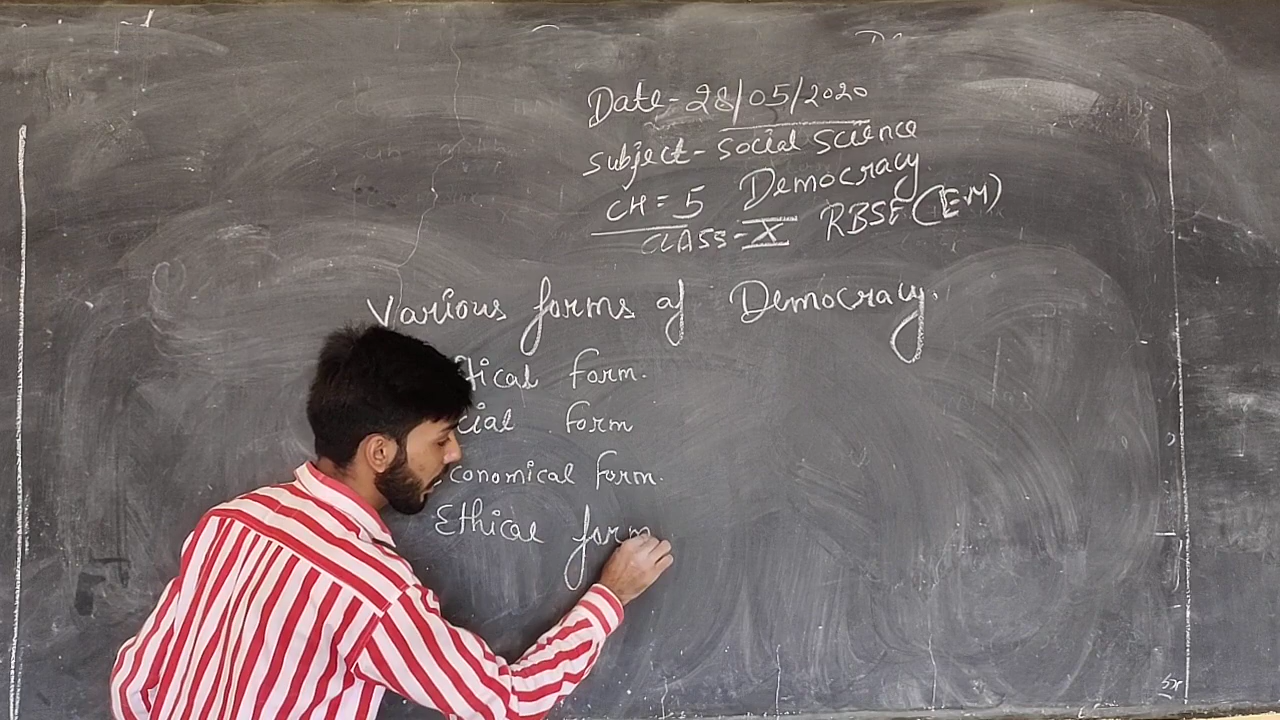 Date- 28/05/2020
Subject- Social Science
CH= 5 Democracy
CLASS-X RBSE (EM)
Various forms of Democracy.
tical form.
cial form
conomical form.
Ethical form